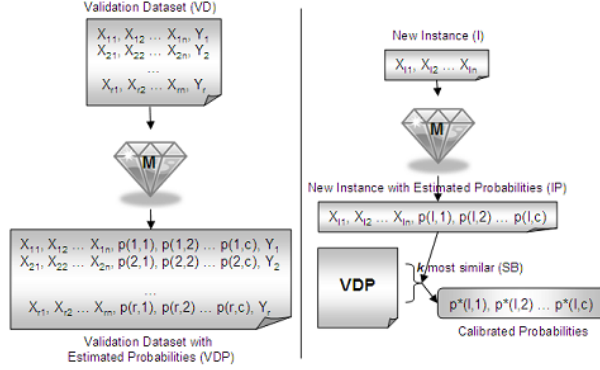 Validation Dataset (VD)
X11, X12 ... X1n, Y1
X21, X22 ... X2n, Y2
...
Xr1, Xr2 ... Xrn, Yr
M
X11, X12 ... X1n, p(1,1), p(1,2) ... p(1,c), Y1
X21, X22 ... X2n, p(2,1), p(2,2) ... p(2,c), Y2
...
Xr1, Xr2 ... Xrn, p(r,1), p(r,2) ... p(r,c), Yr
Validation Dataset with
Estimated Probabilities (VDP)
New Instance (I)
XI1, XI2 ... XIn
M
New Instance with Estimated Probabilities (IP)
XI1, XI2 ... XIn, p(I,1), p(I,2) ... p(I,c)
VDP
k most similar (SB)
p*(I,1), p*(I,2) ... p*(I,c)
Calibrated Probabilities